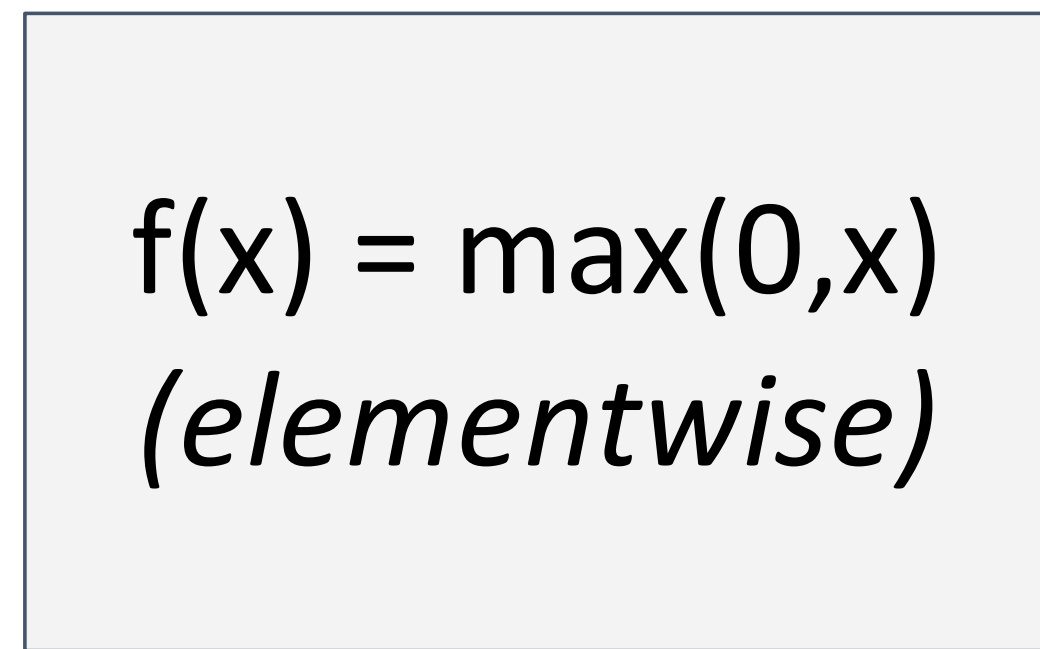 f(x) = max(0,x)
(elementwise)